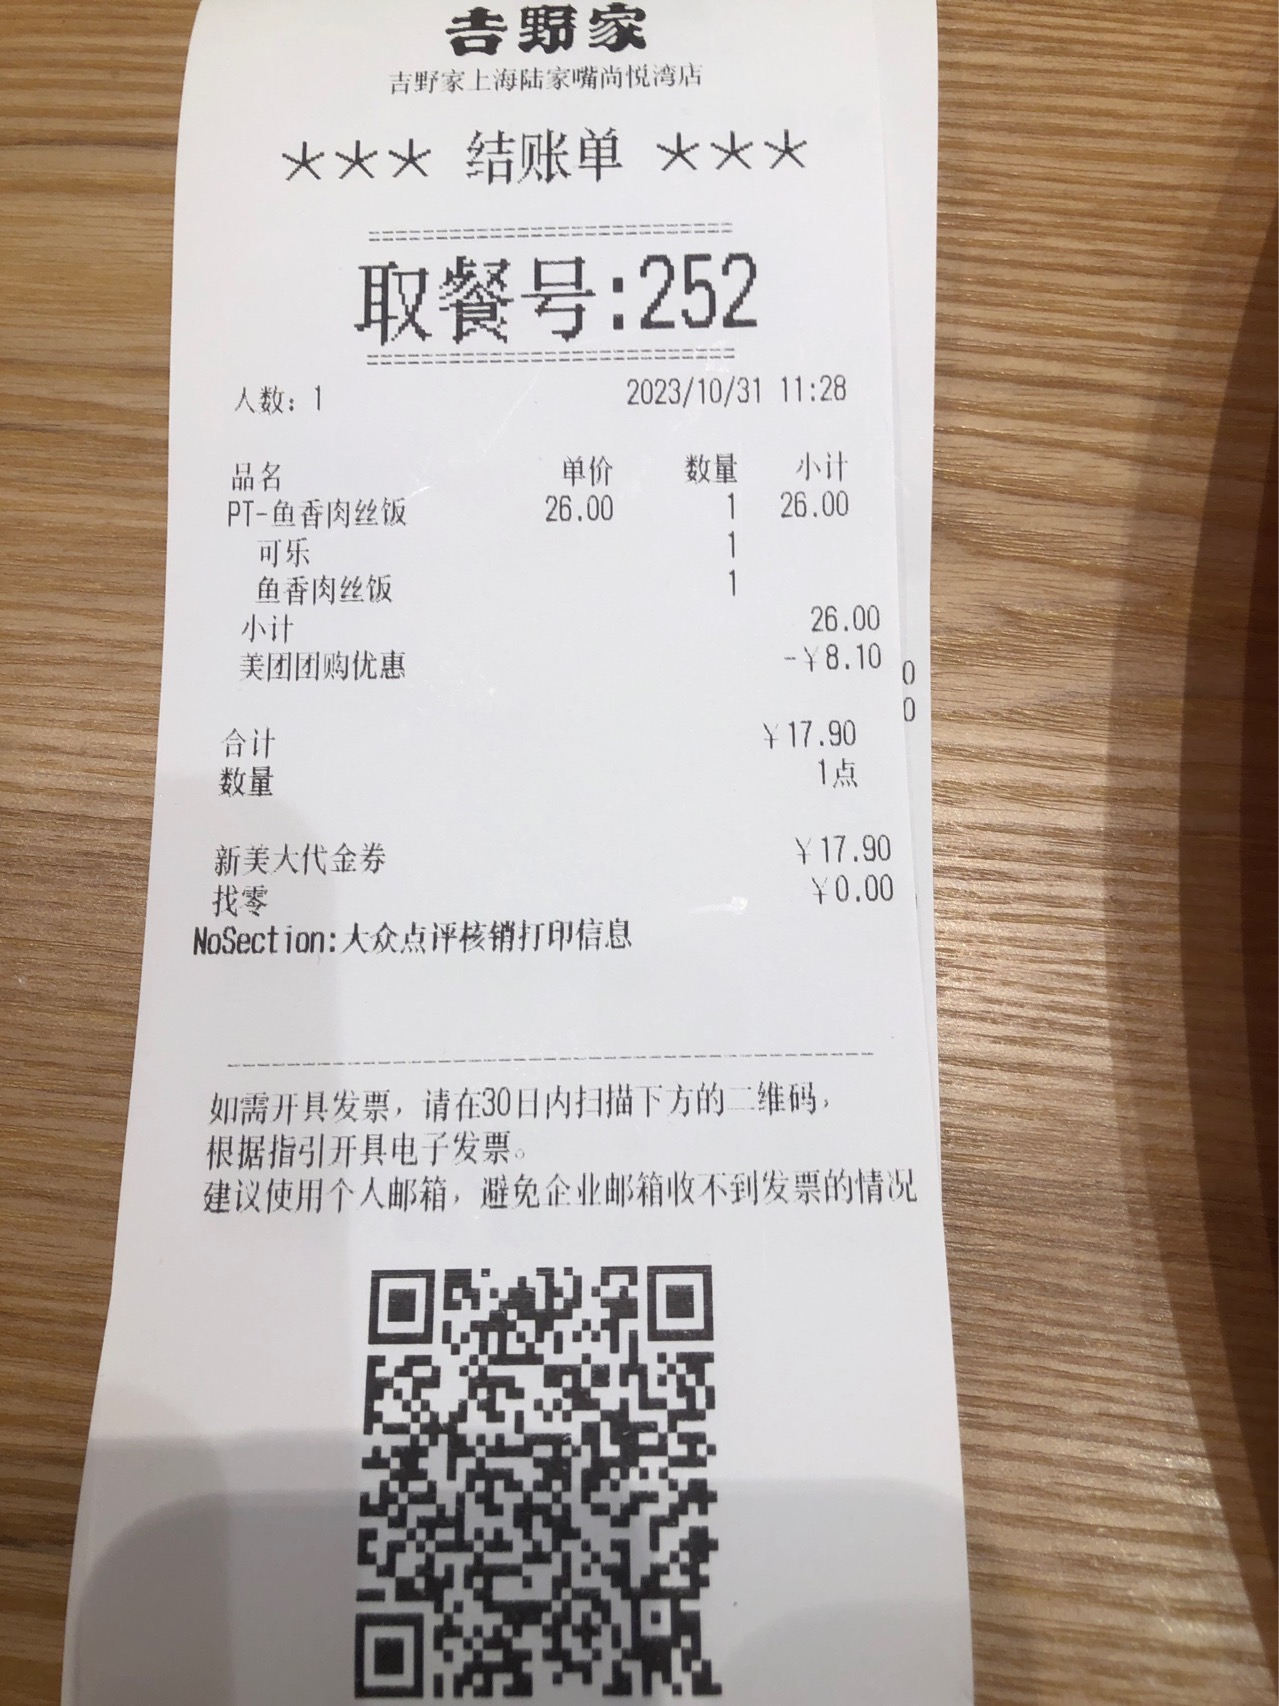 吉野家
吉野家上海陆家嘴尚悦湾店
*** 结账单 ***
==========================
取餐号:252
==========================
人数: 1 2023/10/31 11:28
品名 单价 数量 小计
PT-鱼香肉丝饭 26.00 1 26.00
可乐 1
鱼香肉丝饭 1
小计 26.00
美团团购优惠 -¥8.10
0
0
合计 ¥17.90
数量 1点
新美大代金券 ¥17.90
找零 ¥0.00
NoSection:大众点评核销打印信息
--------------------------------
如需开具发票，请在30日内扫描下方的二维码，
根据指引开具电子发票。
建议使用个人邮箱，避免企业邮箱收不到发票的情况